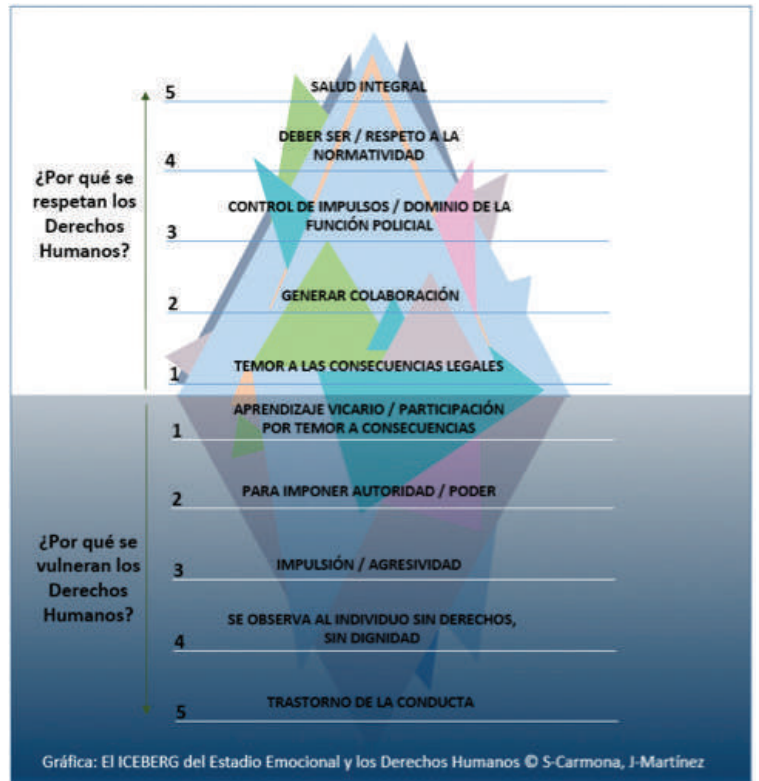 5
SALUD INTEGRAL
DEBER SER / RESPETO A LA
NORMATIVIDAD
4
¿Por qué se
respetan los
Derechos
Humanos?
CONTROL DE IMPULSOS / DOMINIO DE LA
FUNCIÓN POLICIAL
3
GENERAR COLABORACIÓN
2
TEMOR A LAS CONSECUENCIAS LEGALES
1
APRENDIZAJE VICARIO / PARTICIPACIÓN
POR TEMOR A CONSECUENCIAS
1
PARA IMPONER AUTORIDAD / PODER
2
¿Por qué se
vulneran los
Derechos
Humanos?
IMPULSIÓN / AGRESIVIDAD
3
SE OBSERVA AL INDIVIDUO SIN DERECHOS,
SIN DIGNIDAD
4
TRASTORNO DE LA CONDUCTA
5
Gráfica: El ICEBERG del Estadio Emocional y los Derechos Humanos © S-Carmona, J-Martínez